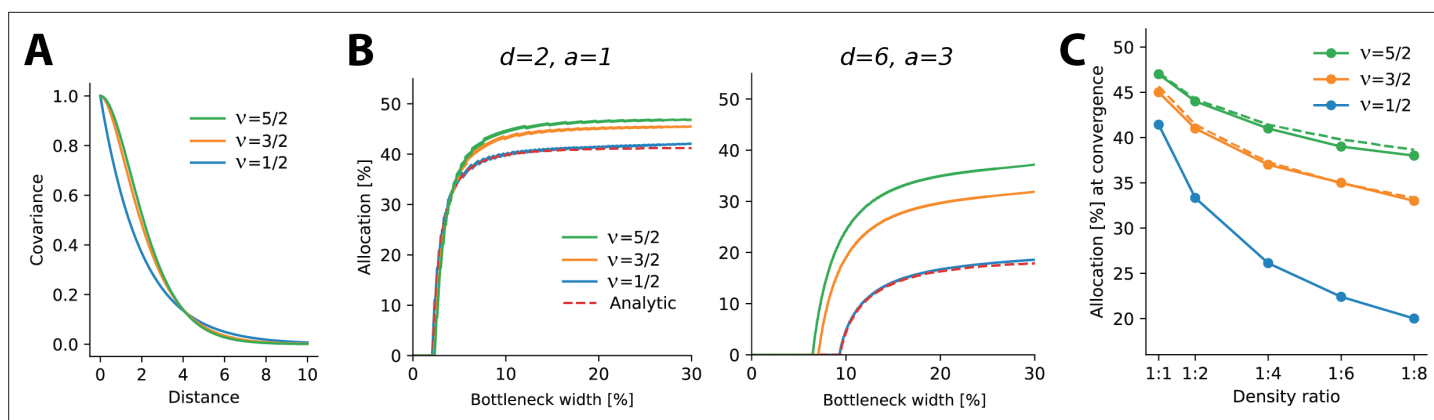 A
Covariance
1.0
0.8
0.6
0.4
0.2
0.0
ν=5/2
ν=3/2
ν=1/2
0 2 4 6 8 10
Distance
B
d=2, a=1
Allocation [%]
50
40
30
20
10
0
ν=5/2
ν=3/2
ν=1/2
Analytic
0 10 20 30
Bottleneck width [%]
d=6, a=3
50
40
30
20
10
0
0 10 20 30
Bottleneck width [%]
C
Allocation [%] at convergence
50
45
40
35
30
25
20
ν=5/2
ν=3/2
ν=1/2
1:1 1:2 1:4 1:6 1:8
Density ratio